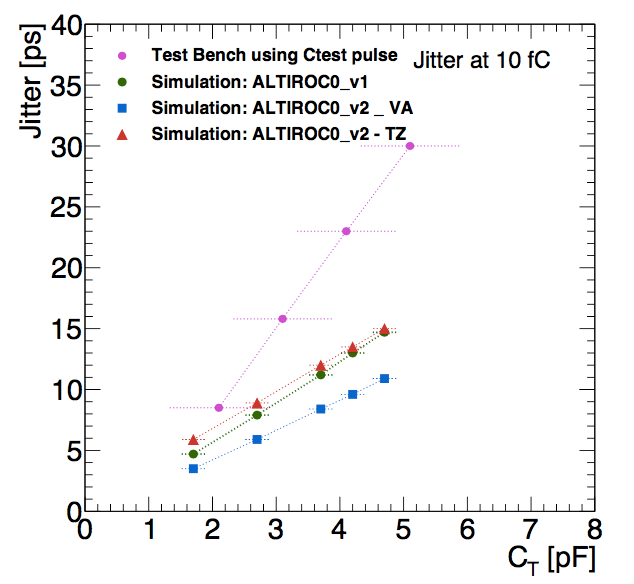 Jitter [ps]
40
35
30
25
20
15
10
5
0
Test Bench using Ctest pulse
Simulation: ALTIROC0_v1
Simulation: ALTIROC0_v2 _ VA
Simulation: ALTIROC0_v2 - TZ
Jitter at 10 fC
0 1 2 3 4 5 6 7 8
C_T [pF]